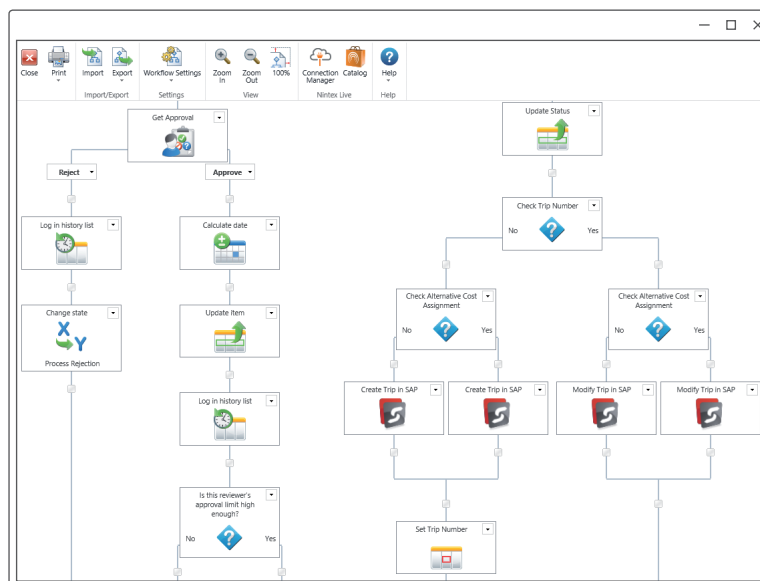 Close
Print
Import
Export
Workflow Settings
Zoom
In
Zoom
Out
100%
Connection
Manager
Catalog
Help
Import/Export
Settings
View
Nintex Live
Help
Get Approval
Reject
Approve
Log in history list
Change state
X
Y
Process Rejection
Calculate date
Update item
Log in history list
Is this reviewer's
approval limit high
enough?
No
Yes
Update Status
Check Trip Number
No
Yes
Check Alternative Cost
Assignment
No
Yes
Check Alternative Cost
Assignment
No
Yes
Create Trip in SAP
Create Trip in SAP
Modify Trip in SAP
Modify Trip in SAP
Set Trip Number